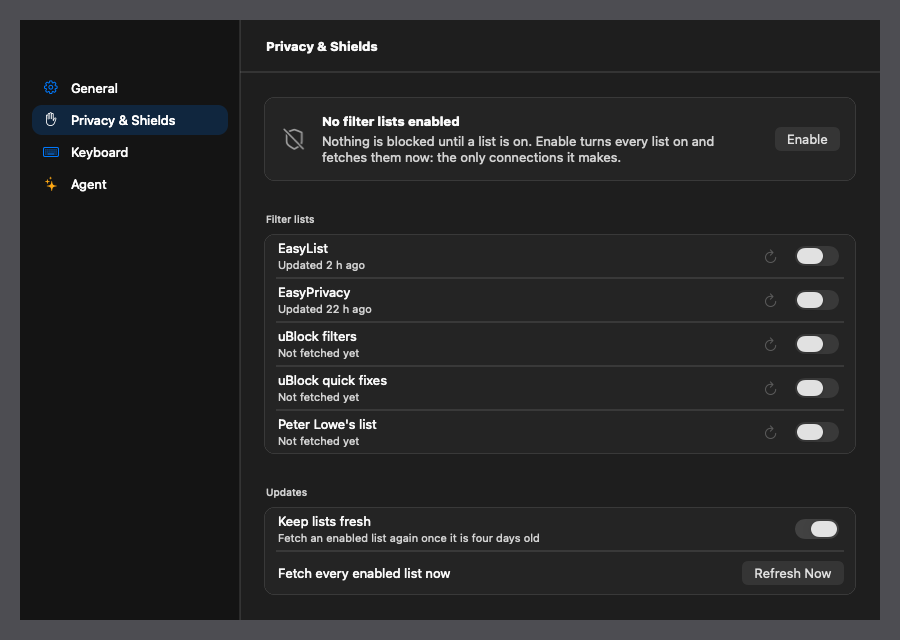 Privacy & Shields
General
Privacy & Shields
Keyboard
Agent
No filter lists enabled
Nothing is blocked until a list is on. Enable turns every list on and
fetches them now: the only connections it makes.
Enable
Filter lists
EasyList
Updated 2 h ago
EasyPrivacy
Updated 22 h ago
uBlock filters
Not fetched yet
uBlock quick fixes
Not fetched yet
Peter Lowe's list
Not fetched yet
Updates
Keep lists fresh
Fetch an enabled list again once it is four days old
Fetch every enabled list now
Refresh Now